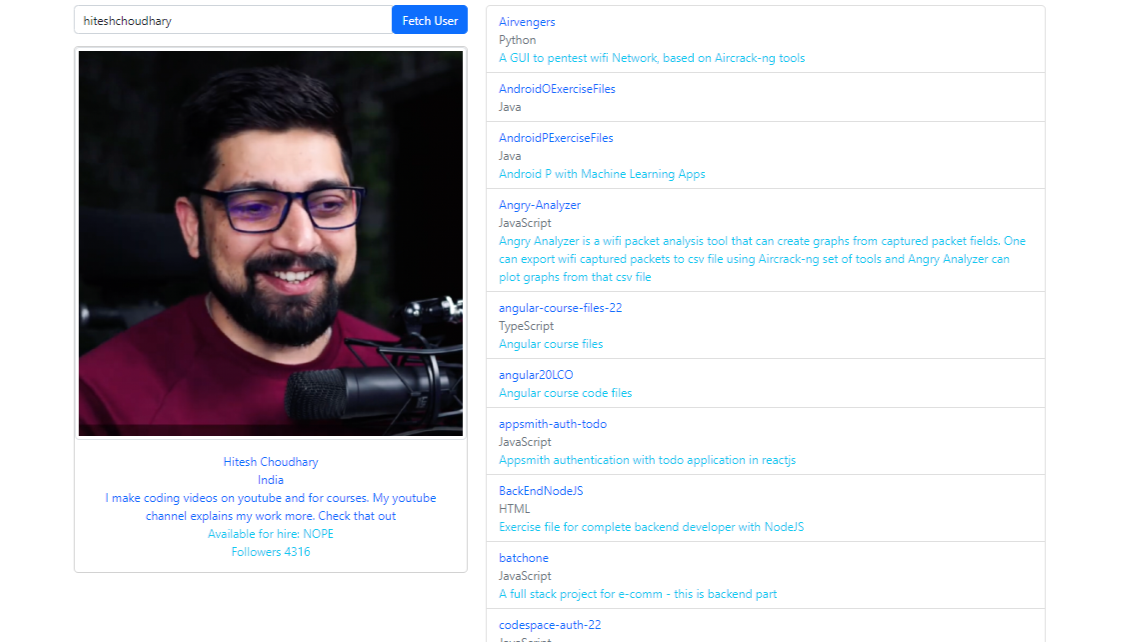 hiteshchoudhary
Fetch User
Hitesh Choudhary
India
I make coding videos on youtube and for courses. My youtube
channel explains my work more. Check that out
Available for hire: NOPE
Followers 4316
Airvengers
Python
A GUI to pentest wifi Network, based on Aircrack-ng tools
AndroidOExerciseFiles
Java
AndroidPExerciseFiles
Java
Android P with Machine Learning Apps
Angry-Analyzer
JavaScript
Angry Analyzer is a wifi packet analysis tool that can create graphs from captured packet fields. One
can export wifi captured packets to csv file using Aircrack-ng set of tools and Angry Analyzer can
plot graphs from that csv file
angular-course-files-22
TypeScript
Angular course files
angular20LCO
Angular course code files
appsmith-auth-todo
JavaScript
Appsmith authentication with todo application in reactjs
BackEndNodeJS
HTML
Exercise file for complete backend developer with NodeJS
batchone
JavaScript
A full stack project for e-comm - this is backend part
codespace-auth-22
JavaScript